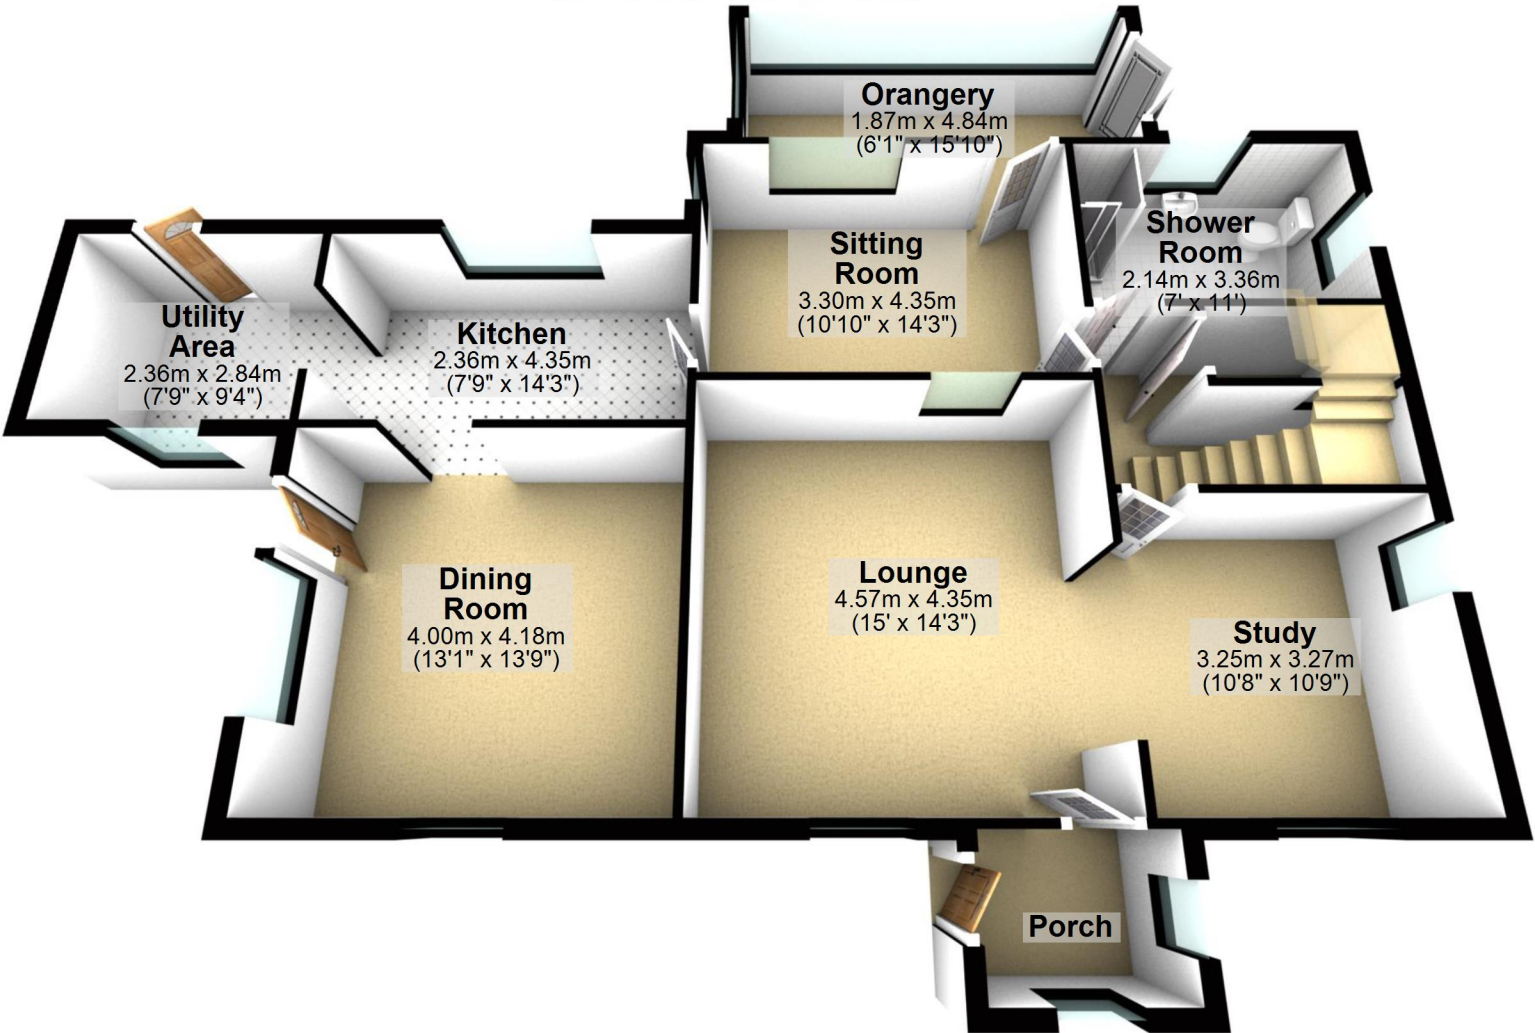 Orangery
1.87m x 4.84m
(6'1" x 15'10")
Shower
Room
2.14m x 3.36m
(7' x 11')
Sitting
Room
3.30m x 4.35m
(10'10" x 14'3")
Utility
Area
2.36m x 2.84m
(7'9" x 9'4")
Kitchen
2.36m x 4.35m
(7'9" x 14'3")
Dining
Room
4.00m x 4.18m
(13'1" x 13'9")
Lounge
4.57m x 4.35m
(15' x 14'3")
Study
3.25m x 3.27m
(10'8" x 10'9")
Porch